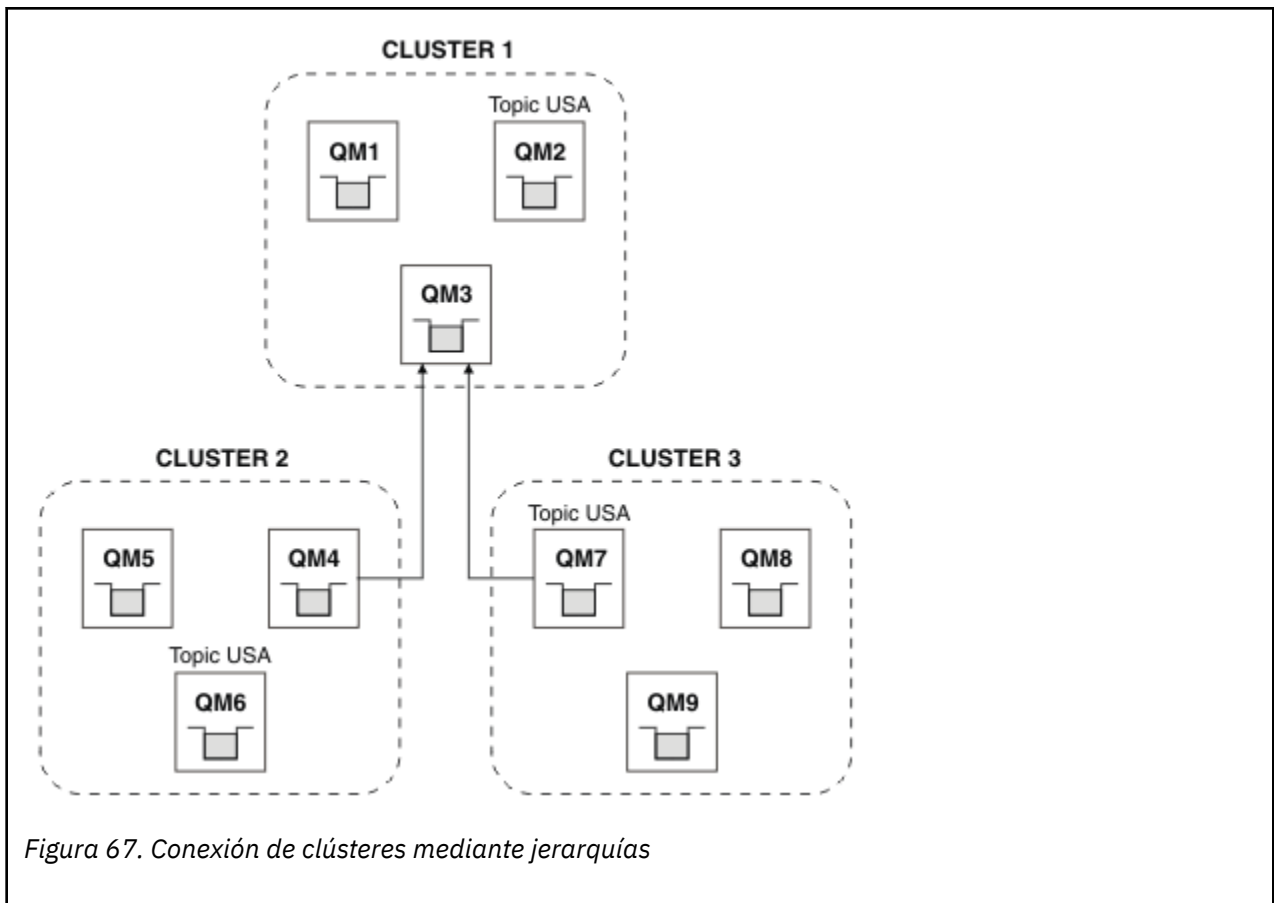 CLUSTER 1
Topic USA
QM1
QM2
QM3
CLUSTER 2
CLUSTER 3
Topic USA
QM5
QM4
QM7
QM8
Topic USA
QM6
QM9
Figura 67. Conexión de clústeres mediante jerarquías